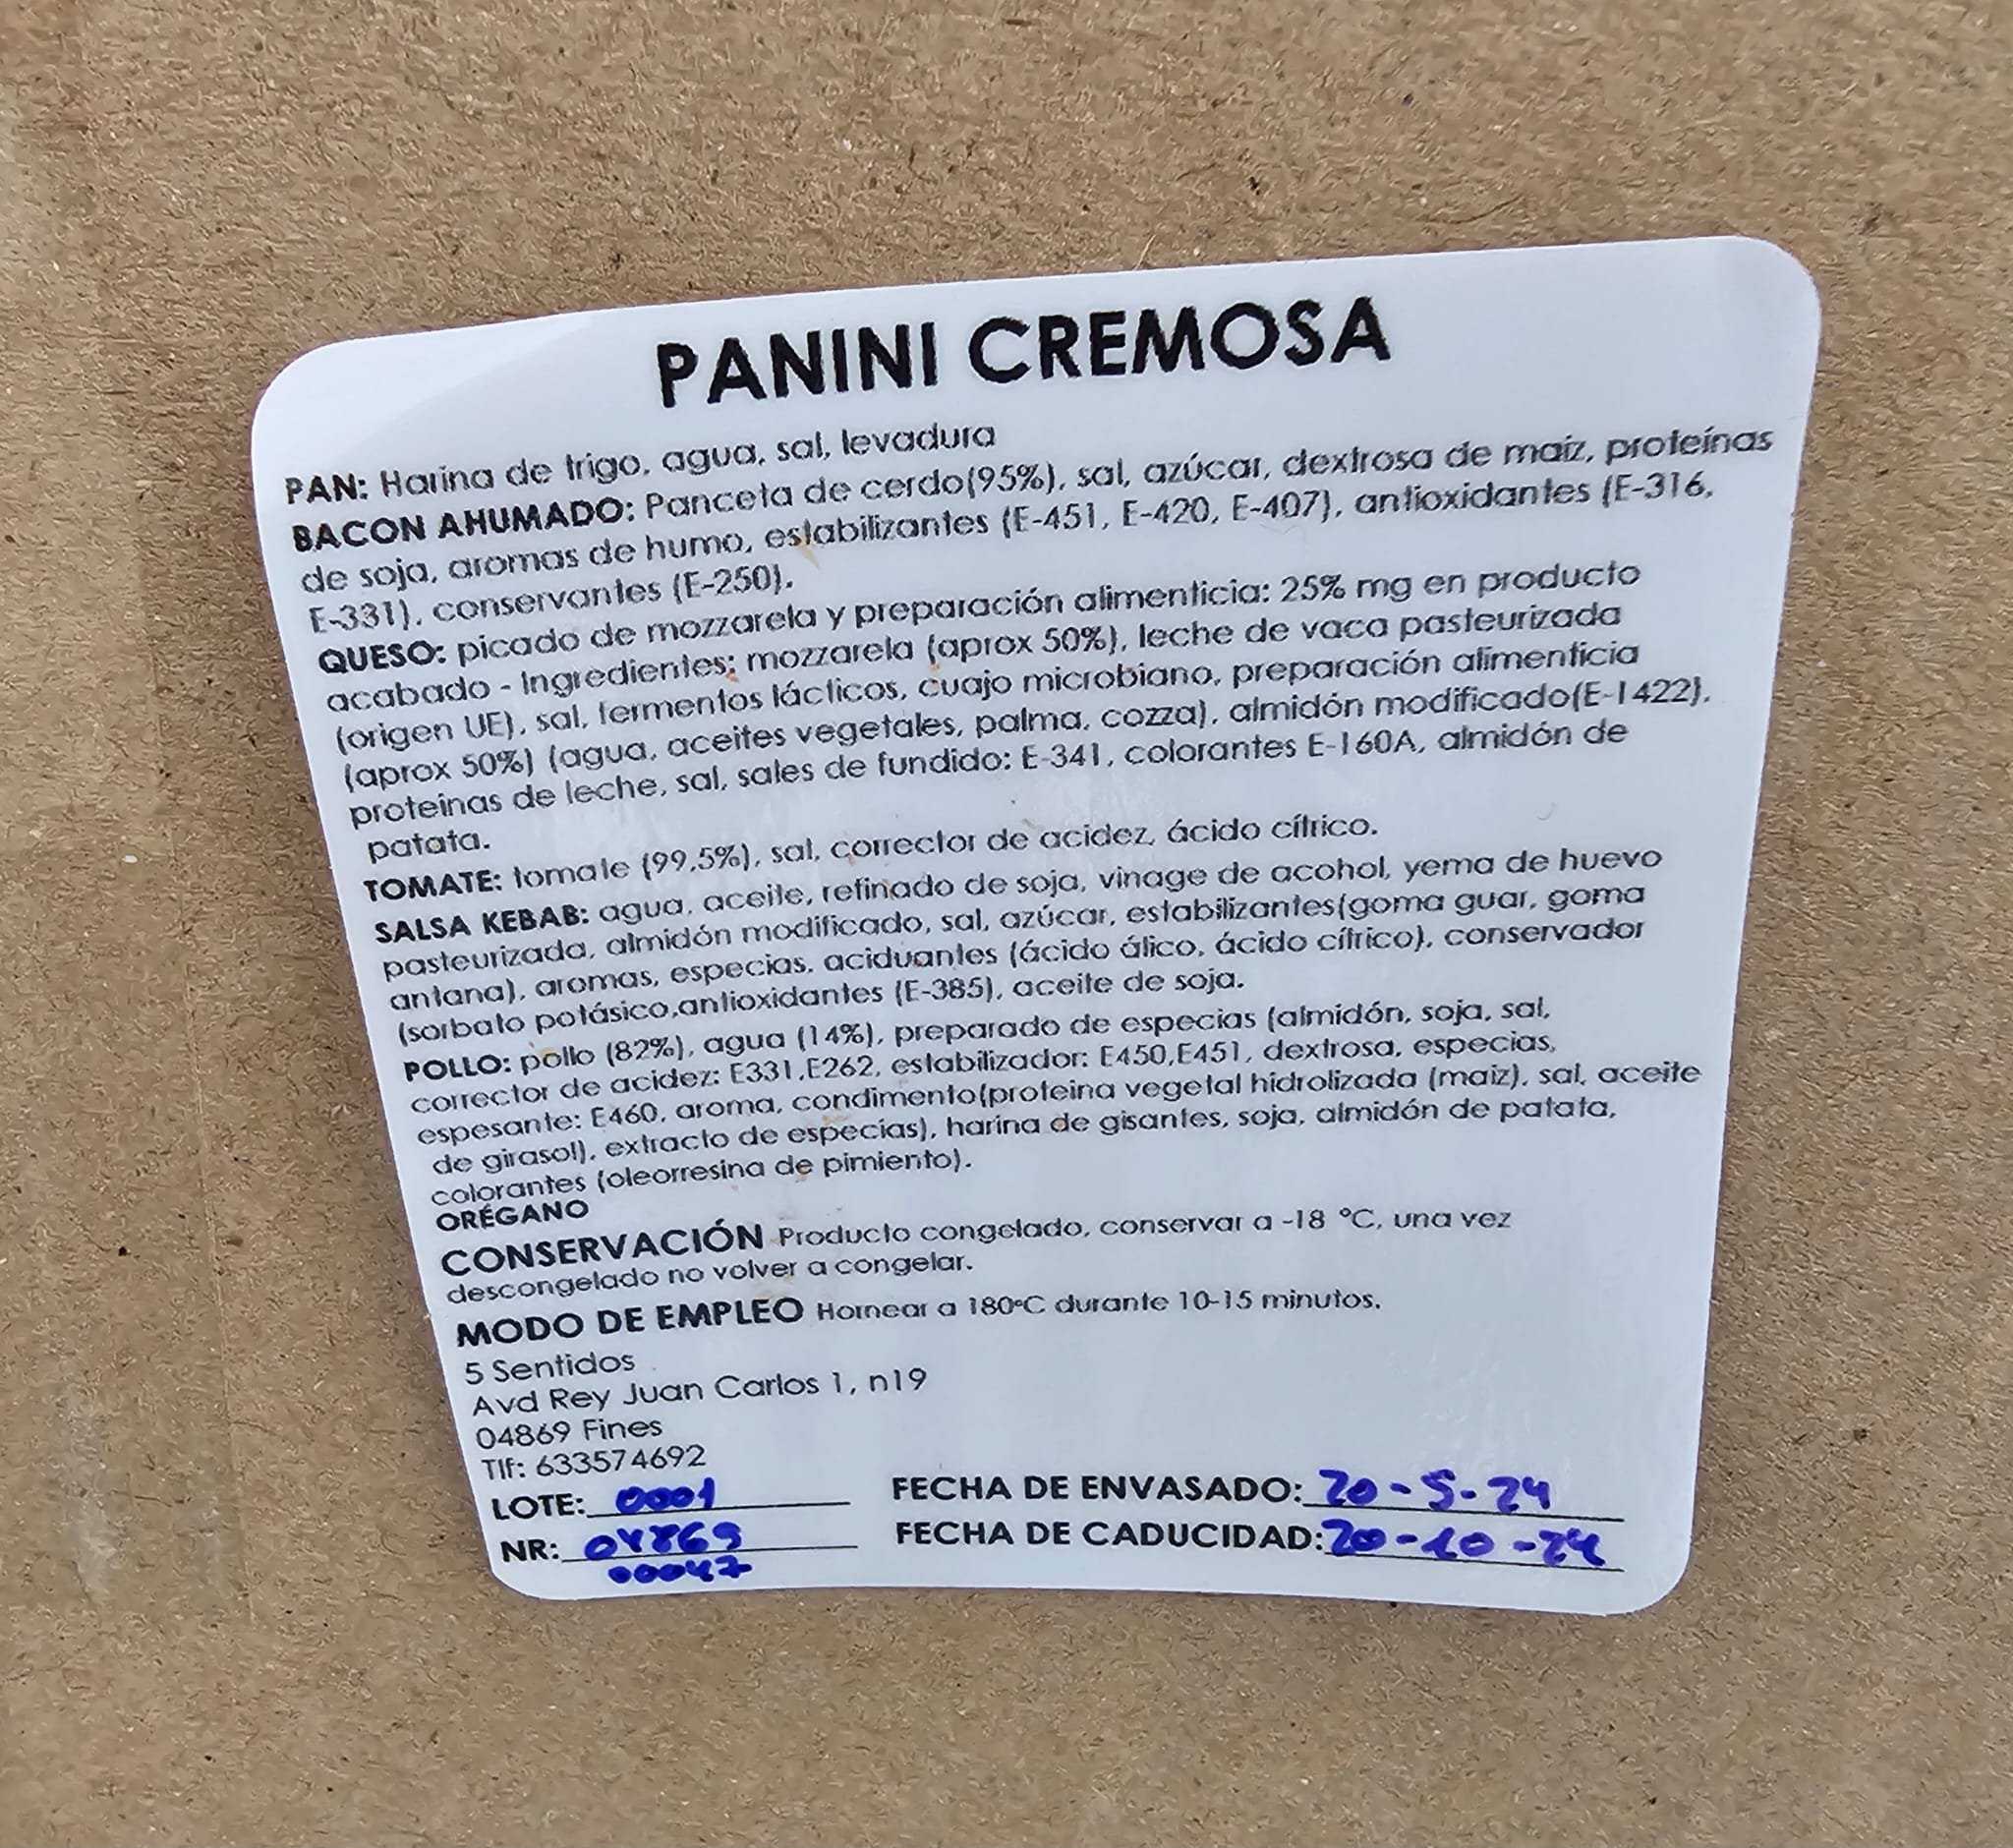 PANINI CREMOSA
PAN: Harina de trigo, agua, sal, levadura
BACON AHUMADO: Panceta de cerdo(95%), sal, azúcar, dextrosa de maiz, proteínas
de soja, aromas de humo, estabilizantes (E-451, E-420, E-407), antioxidantes (E-316,
E-331), conservantes (E-250).
QUESO: picado de mozzarela y preparación alimenticia: 25% mg en producto
acabado - Ingredientes: mozzarela (aprox 50%), leche de vaca pasteurizada
(origen UE), sal, fermentos lácticos, cuajo microbiano, preparación alimenticia
(aprox 50%) (agua, aceites vegetales, palma, cozza), almidón modificado(E-1422),
proteínas de leche, sal, sales de fundido: E-341, colorantes E-160A, almidón de
patata.
TOMATE: tomate (99,5%), sal, corrector de acidez, ácido cítrico.
SALSA KEBAB: agua, aceite, refinado de soja, vinage de acohol, yema de huevo
pasteurizada, almidón modificado, sal, azúcar, estabilizantes(goma guar, goma
antana), aromas, especias, aciduantes (ácido álico, ácido cítrico), conservador
(sorbato potásico,antioxidantes (E-385), aceite de soja.
POLLO: pollo (82%), agua (14%), preparado de especias (almidón, soja, sal,
corrector de acidez: E331,E262, estabilizador: E450,E451, dextrosa, especias,
espesante: E460, aroma, condimento(proteina vegetal hidrolizada (maiz), sal, aceite
de girasol), extracto de especias), harina de gisantes, soja, almidón de patata,
colorantes (oleorresina de pimiento).
ORÉGANO
CONSERVACIÓN Producto congelado, conservar a -18 ºC, una vez
descongelado no volver a congelar.
MODO DE EMPLEO Hornear a 180ºC durante 10-15 minutos.
5 Sentidos
Avd Rey Juan Carlos 1, n19
04869 Fines
Tlf: 633574692
LOTE: 0001 FECHA DE ENVASADO: 20-5-24
NR: 04869 FECHA DE CADUCIDAD: 20-10-24
00047